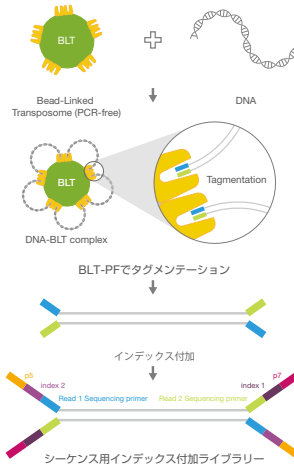 BLT
Bead-Linked
Transposome (PCR-free)
DNA
BLT
Tagmentation
DNA-BLT complex
BLT-PFでタグメンテーション
インデックス付加
p5
p7
index 2
index 1
Read 1 Sequencing primer
Read 2 Sequencing primer
シーケンス用インデックス付加ライブラリー